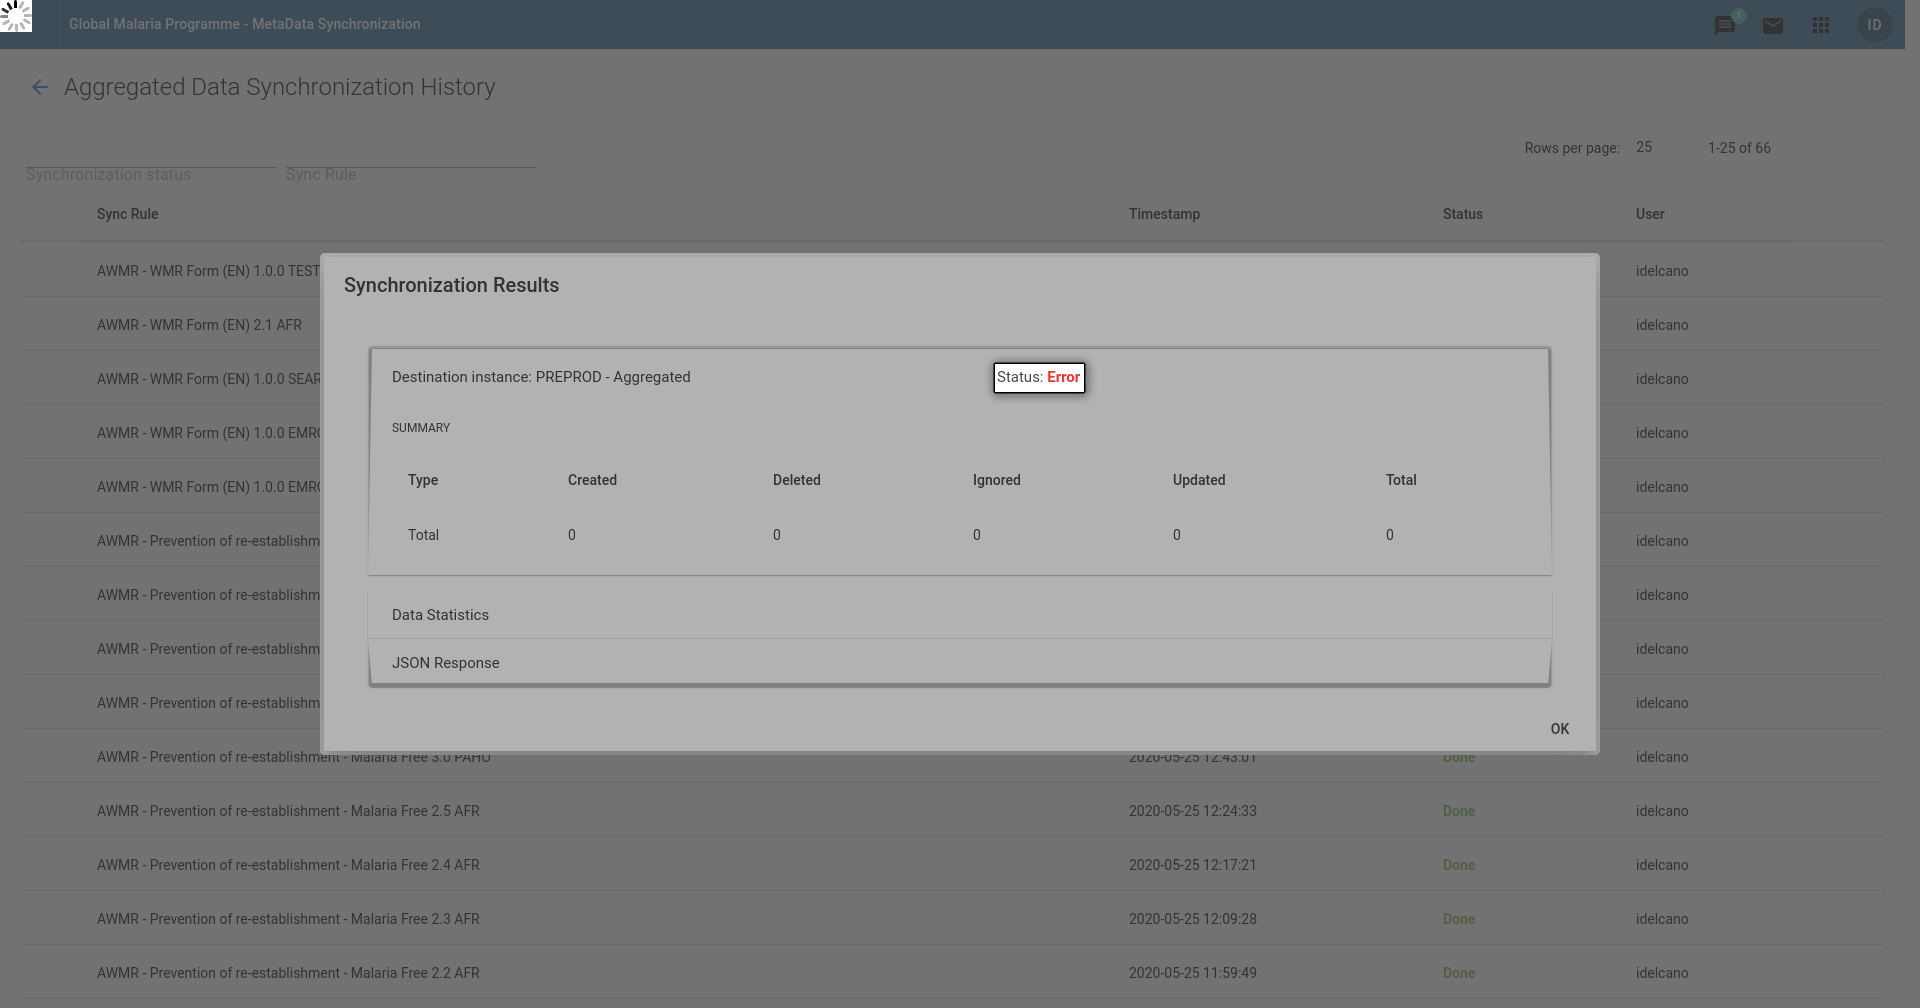 Global Malaria Programme - MetaData Synchronization
1
ID
Aggregated Data Synchronization History
Rows per page: 25 1-25 of 66
Synchronization status Sync Rule
Sync Rule Timestamp Status User
AWMR - WMR Form (EN) 1.0.0 TEST idelcano
AWMR - WMR Form (EN) 2.1 AFR idelcano
AWMR - WMR Form (EN) 1.0.0 SEAR idelcano
AWMR - WMR Form (EN) 1.0.0 EMRO idelcano
AWMR - WMR Form (EN) 1.0.0 EMRO idelcano
AWMR - Prevention of re-establishm idelcano
AWMR - Prevention of re-establishm idelcano
AWMR - Prevention of re-establishm idelcano
AWMR - Prevention of re-establishm idelcano
Synchronization Results
Destination instance: PREPROD - Aggregated Status: Error
SUMMARY
Type Created Deleted Ignored Updated Total
Total 0 0 0 0 0
Data Statistics
JSON Response
OK
AWMR - Prevention of re-establishment - Malaria Free 3.0 PAHO 2020-05-25 12:43:01 Done idelcano
AWMR - Prevention of re-establishment - Malaria Free 2.5 AFR 2020-05-25 12:24:33 Done idelcano
AWMR - Prevention of re-establishment - Malaria Free 2.4 AFR 2020-05-25 12:17:21 Done idelcano
AWMR - Prevention of re-establishment - Malaria Free 2.3 AFR 2020-05-25 12:09:28 Done idelcano
AWMR - Prevention of re-establishment - Malaria Free 2.2 AFR 2020-05-25 11:59:49 Done idelcano